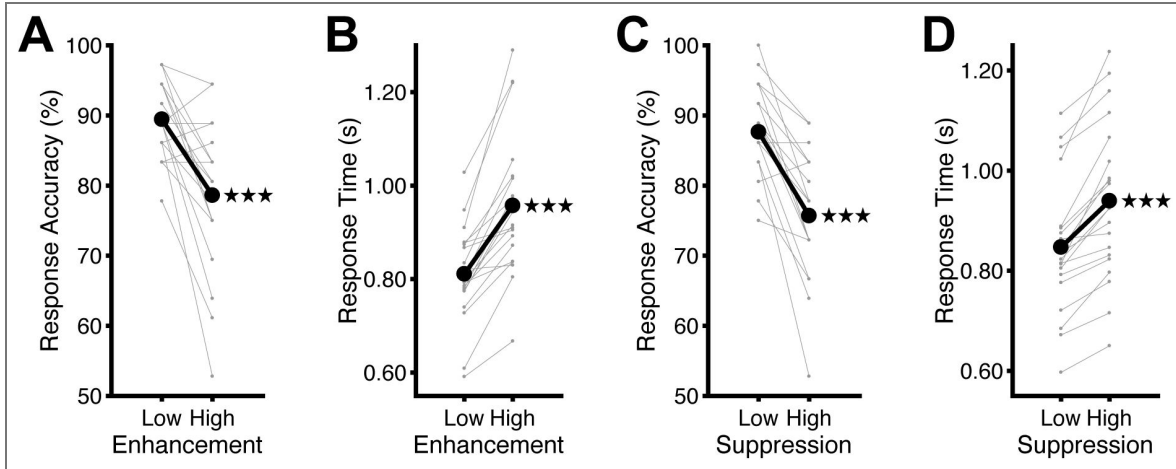 A
Response Accuracy (%)
100
90
80
70
60
50
★★★
Low High
Enhancement
B
Response Time (s)
1.20
1.00
0.80
0.60
★★★
Low High
Enhancement
C
Response Accuracy (%)
100
90
80
70
60
50
★★★
Low High
Suppression
D
Response Time (s)
1.20
1.00
0.80
0.60
★★★
Low High
Suppression